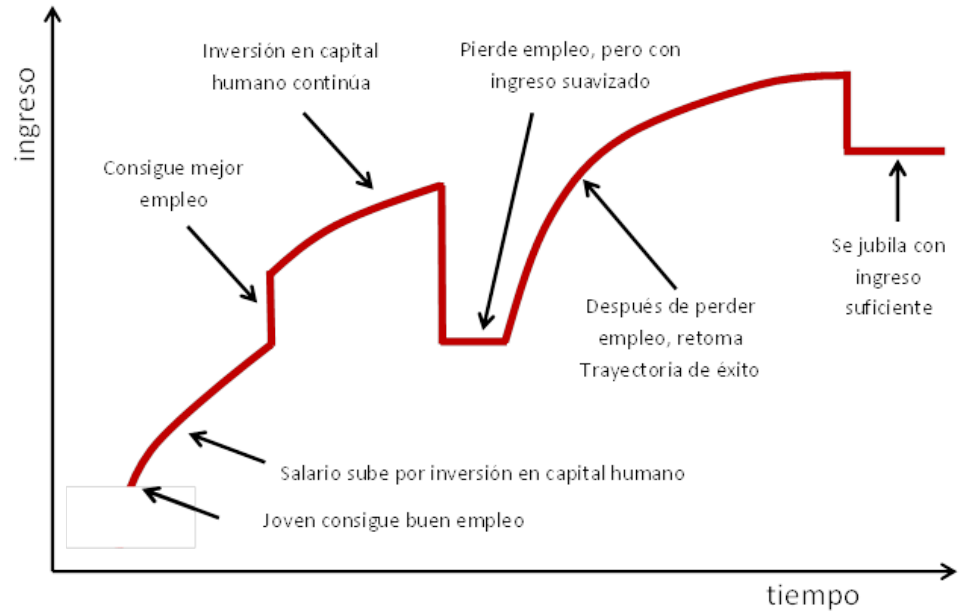 ingreso
Inversión en capital
humano continúa
Pierde empleo, pero con
ingreso suavizado
Consigue mejor
empleo
Se jubila con
ingreso
suficiente
Después de perder
empleo, retoma
Trayectoria de éxito
Salario sube por inversión en capital humano
Joven consigue buen empleo
tiempo